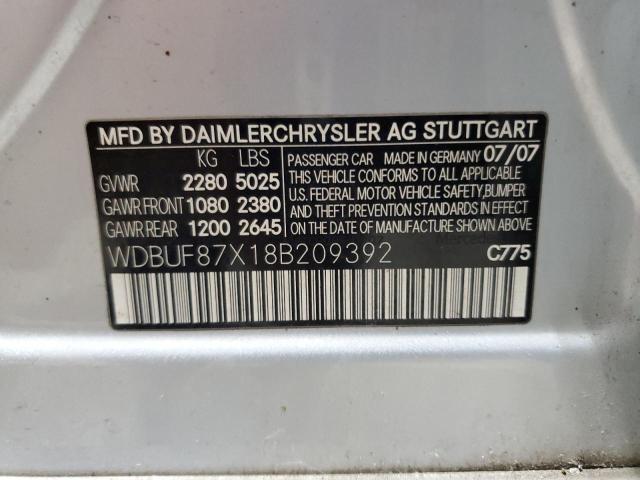 MFD BY DAIMLERCHRYSLER AG STUTTGART
KG LBS
GVWR 2280 5025
GAWR FRONT 1080 2380
GAWR REAR 1200 2645
PASSENGER CAR MADE IN GERMANY 07/07
THIS VEHICLE CONFORMS TO ALL APPLICABLE
U.S. FEDERAL MOTOR VEHICLE SAFETY, BUMPER
AND THEFT PREVENTION STANDARDS IN EFFECT
ON THE DATE OF MANUFACTURE SHOWN ABOVE.
WDBUF87X18B209392
C775